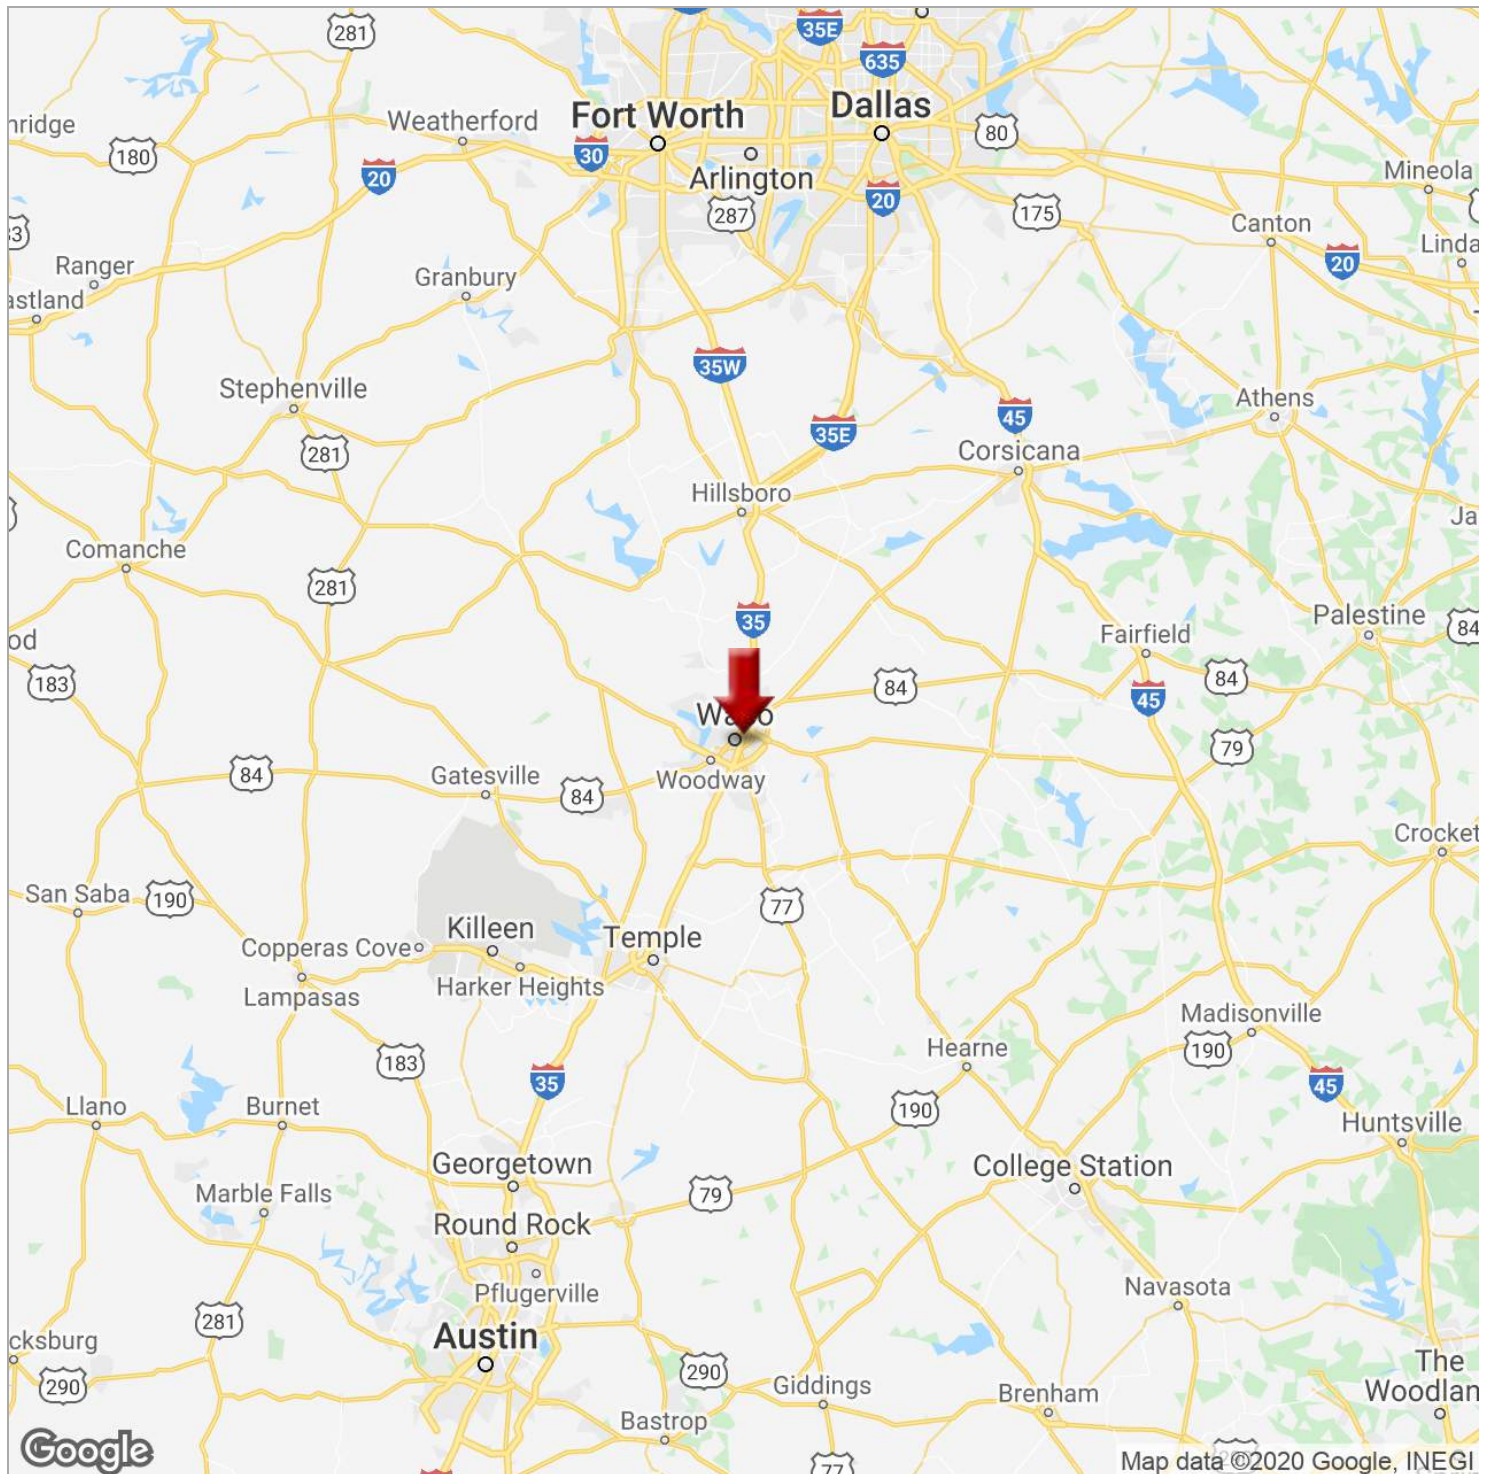 281
35E
635
Fort Worth
Dallas
Weatherford
80
180
30
20
Arlington
Mineola
20
287
175
Canton
Ranger
20
Granbury
35W
Stephenville
Athens
45
35E
281
Corsicana
Hillsboro
Comanche
281
35
Palestine
84
Fairfield
183
84
84
45
79
84
Gatesville
Woodway
84
San Saba
190
77
Killeen
Temple
Copperas Cove
Harker Heights
Lampasas
Madisonville
Hearne
190
183
35
45
Llano
Burnet
190
Huntsville
Georgetown
College Station
Marble Falls
79
Round Rock
Navasota
Pflugerville
281
Austin
290
290
The
Giddings
Brenham
Bastrop
77
Google
Map data ©2020 Google, INEGI